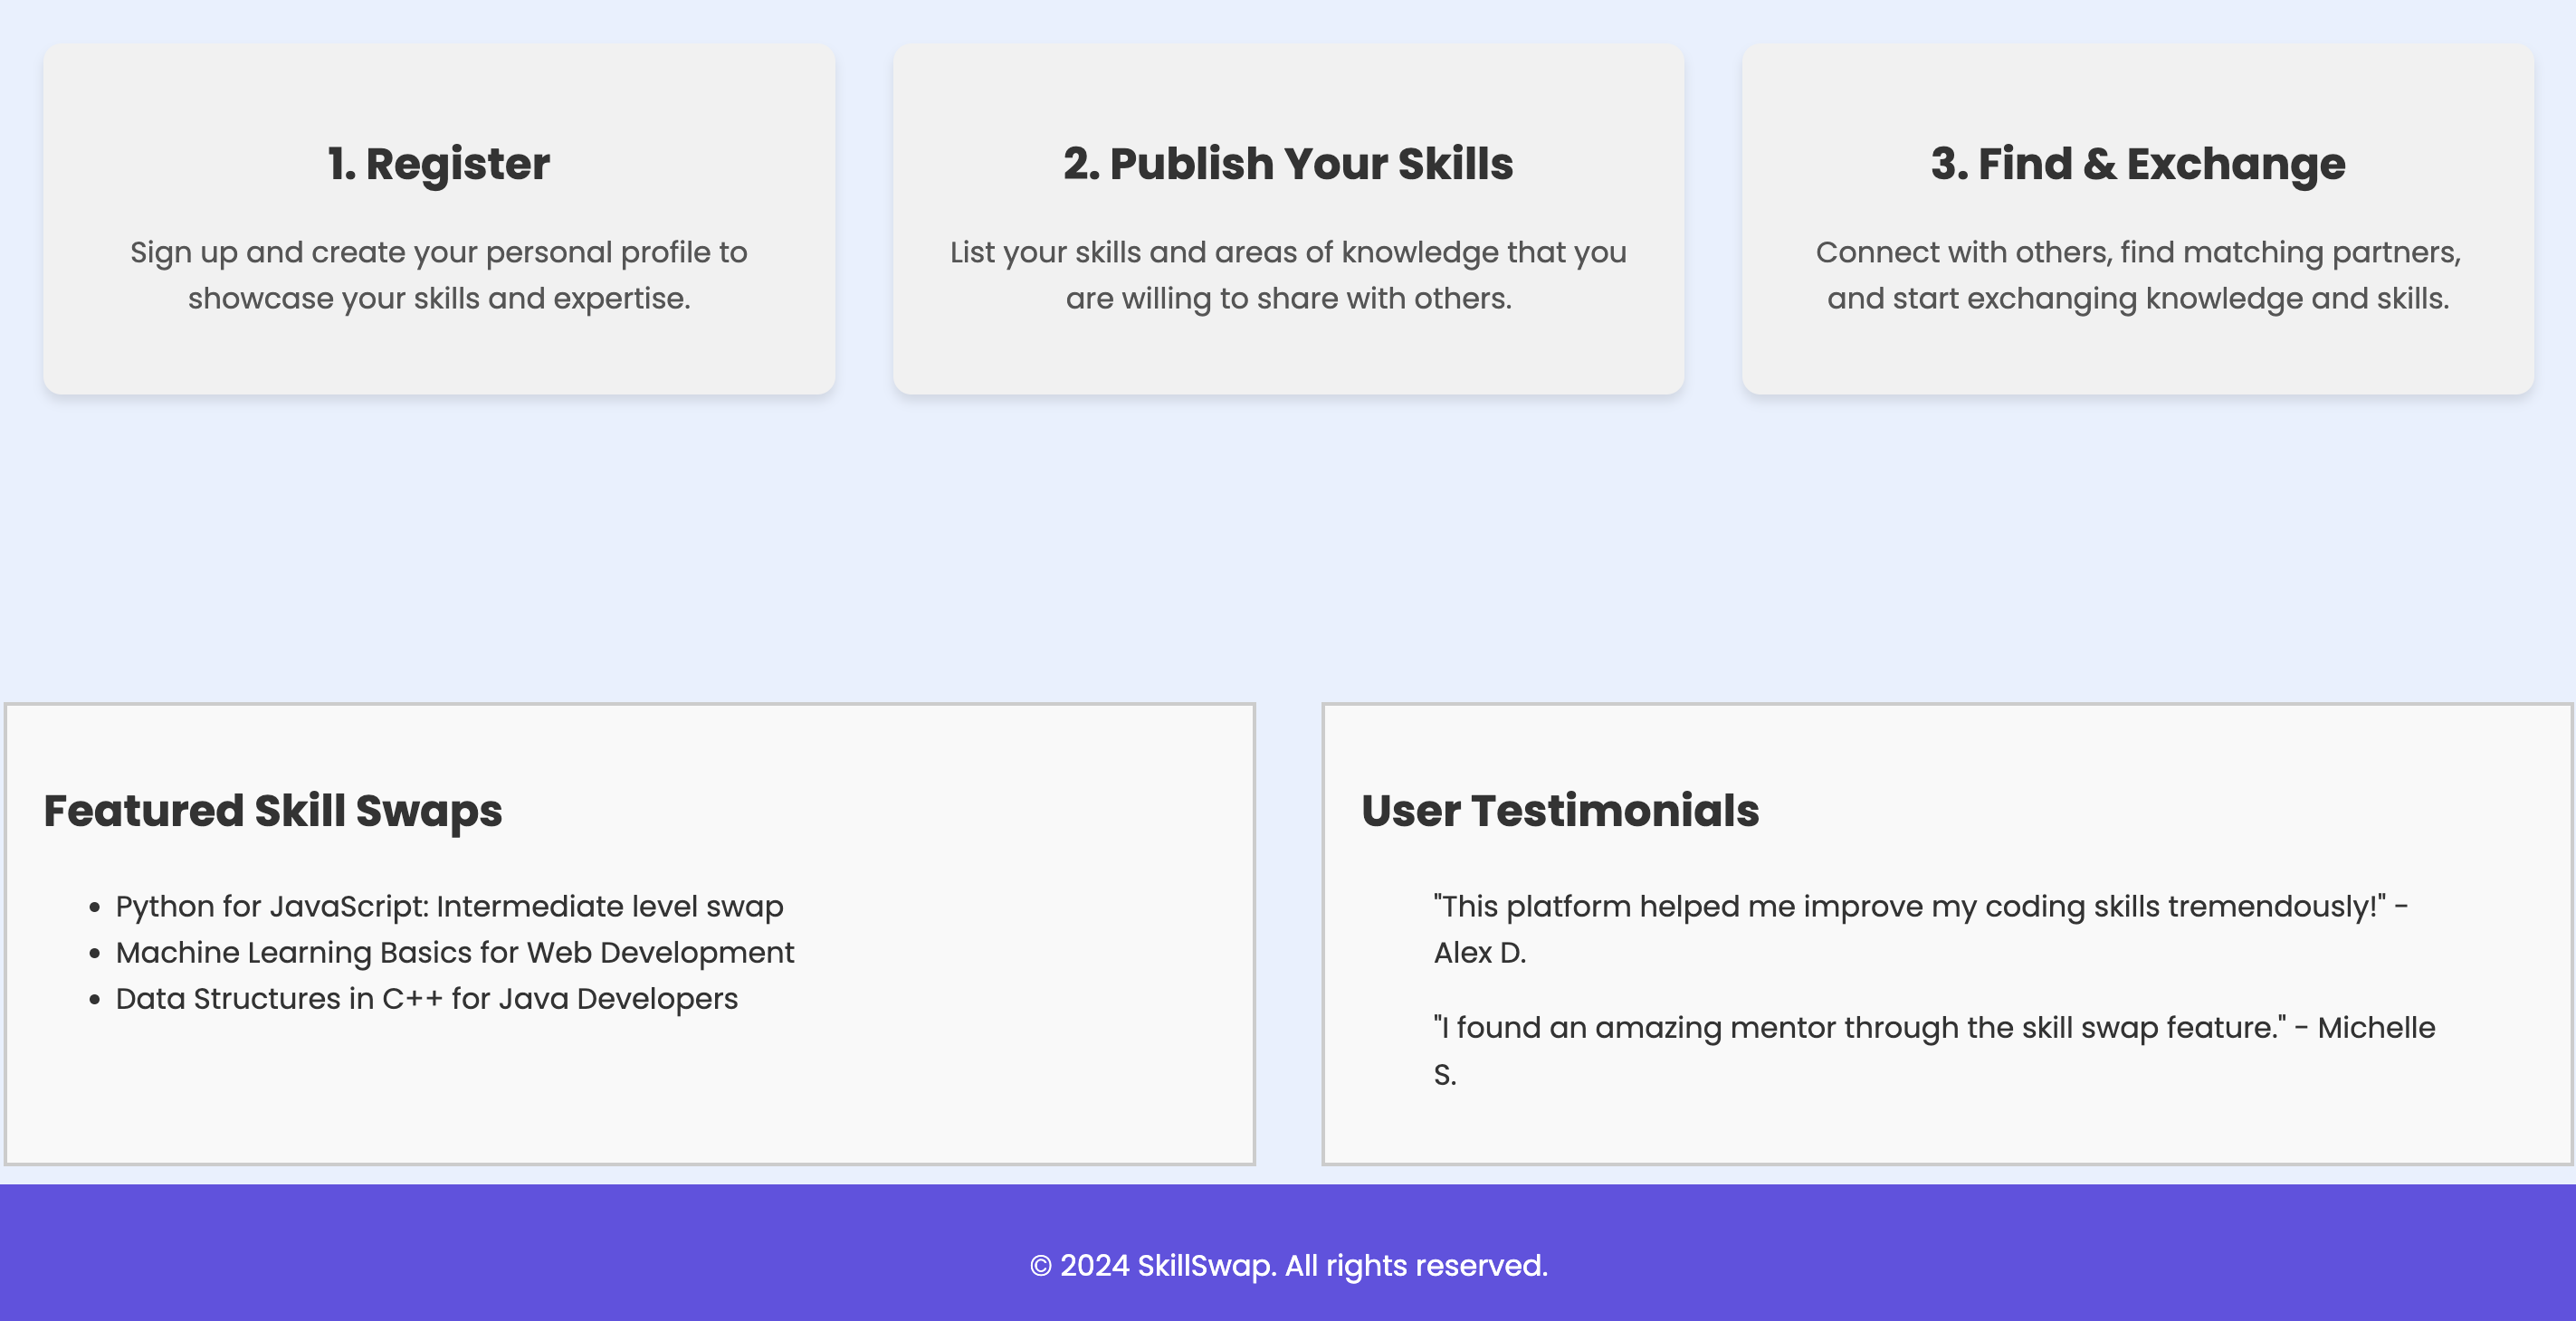 1. Register
Sign up and create your personal profile to
showcase your skills and expertise.
2. Publish Your Skills
List your skills and areas of knowledge that you
are willing to share with others.
3. Find & Exchange
Connect with others, find matching partners,
and start exchanging knowledge and skills.
Featured Skill Swaps
• Python for JavaScript: Intermediate level swap
• Machine Learning Basics for Web Development
• Data Structures in C++ for Java Developers
User Testimonials
"This platform helped me improve my coding skills tremendously!" -
Alex D.
"I found an amazing mentor through the skill swap feature." - Michelle
S.
© 2024 SkillSwap. All rights reserved.